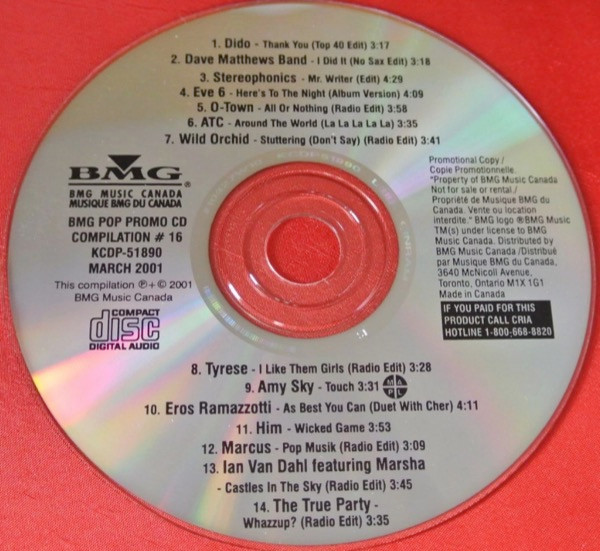 1. Dido - Thank You (Top 40 Edit) 3:17
2. Dave Matthews Band - I Did It (No Sax Edit) 3:18
3. Stereophonics - Mr. Writer (Edit) 4:29
4. Eve 6 - Here's To The Night (Album Version) 4:09
5. O-Town - All Or Nothing (Radio Edit) 3:58
6. ATC - Around The World (La La La La La) 3:35
7. Wild Orchid - Stuttering (Don't Say) (Radio Edit) 3:41
BMG®
BMG MUSIC CANADA
MUSIQUE BMG DU CANADA
BMG POP PROMO CD
COMPILATION # 16
KCDP-51890
MARCH 2001
This compilation ℗+© 2001
BMG Music Canada
COMPACT
disc
DIGITAL AUDIO
Promotional Copy /
Copie Promotionnelle.
"Property of BMG Music Canada
Not for sale or rental /
Propriété de Musique BMG du
Canada. Vente ou location
interdite." BMG logo ®BMG Music
TM(s) under license to BMG
Music Canada. Distributed by
BMG Music Canada /Distribué
par Musique BMG du Canada,
3640 McNicoll Avenue,
Toronto, Ontario M1X 1G1
Made in Canada
IF YOU PAID FOR THIS
PRODUCT CALL CRIA
HOTLINE 1-800-668-8820
8. Tyrese - I Like Them Girls (Radio Edit) 3:28
9. Amy Sky - Touch 3:31 MAPL
10. Eros Ramazzotti - As Best You Can (Duet With Cher) 4:11
11. Him - Wicked Game 3:53
12. Marcus - Pop Musik (Radio Edit) 3:09
13. Ian Van Dahl featuring Marsha
- Castles In The Sky (Radio Edit) 3:45
14. The True Party -
Whazzup? (Radio Edit) 3:35